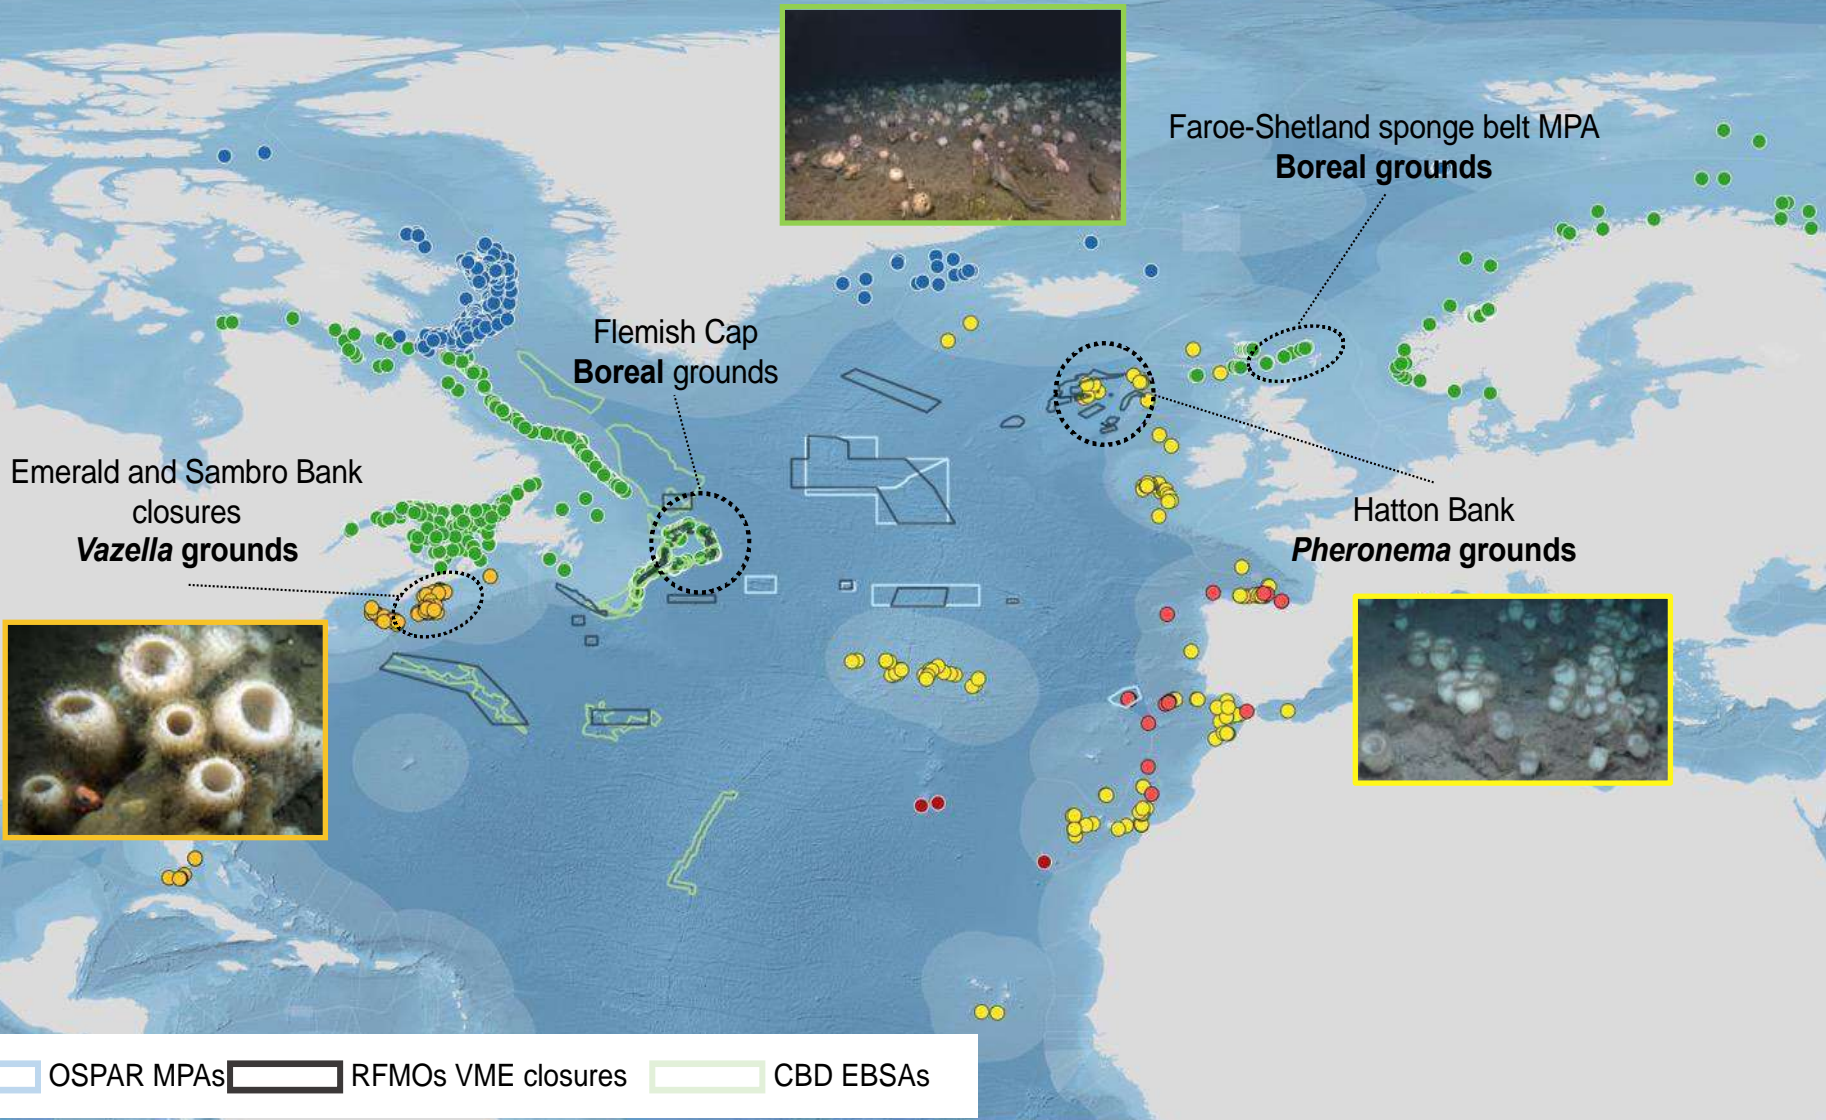 Faroe-Shetland sponge belt MPA
Boreal grounds
Flemish Cap
Boreal grounds
Emerald and Sambro Bank
closures
Vazella grounds
Hatton Bank
Pheronema grounds
OSPAR MPAs
RFMOs VME closures
CBD EBSAs